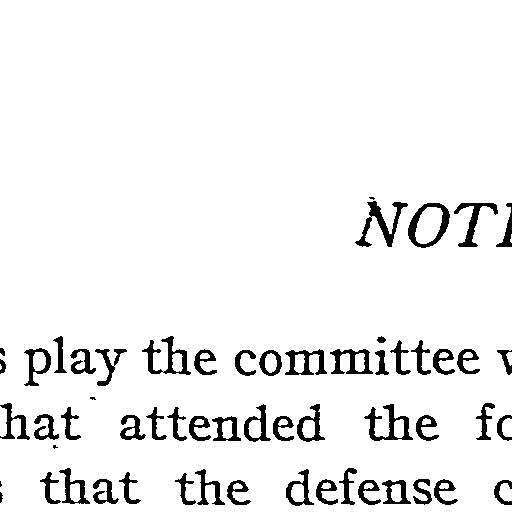 NOT
s play the committee
hat attended the fo
s that the defense c